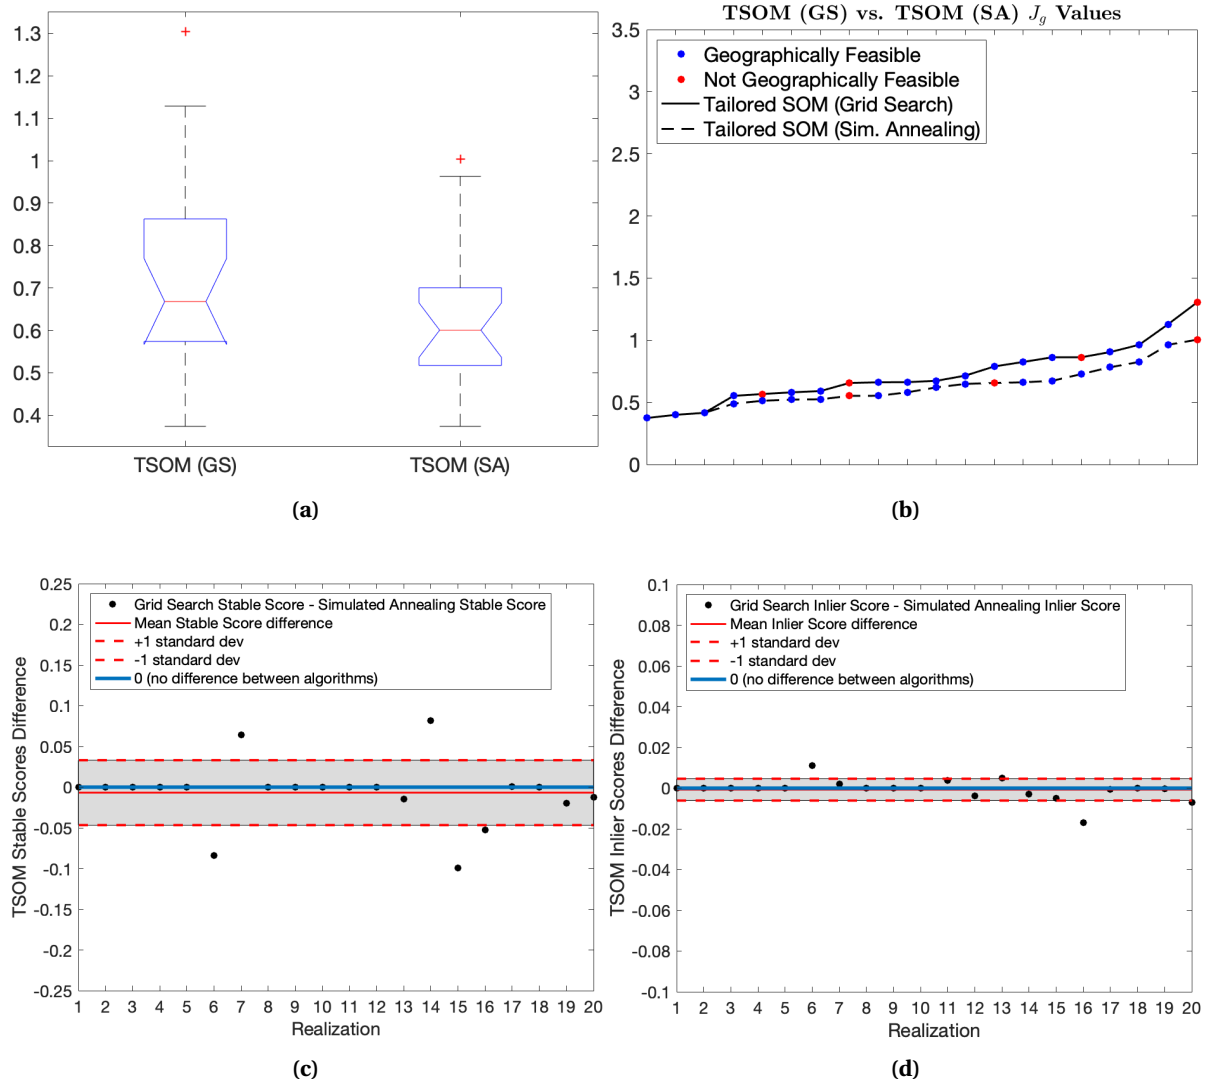 1.3
1.2
1.1
1
0.9
0.8
0.7
0.6
0.5
0.4
TSOM (GS)
TSOM (SA)
(a)
TSOM (GS) vs. TSOM (SA) Jg Values
3.5
3
2.5
2
1.5
1
0.5
0
Geographically Feasible
Not Geographically Feasible
Tailored SOM (Grid Search)
Tailored SOM (Sim. Annealing)
(b)
TSOM Stable Scores Difference
0.25
0.2
0.15
0.1
0.05
0
-0.05
-0.1
-0.15
-0.2
-0.25
Grid Search Stable Score - Simulated Annealing Stable Score
Mean Stable Score difference
+1 standard dev
-1 standard dev
0 (no difference between algorithms)
1 2 3 4 5 6 7 8 9 10 11 12 13 14 15 16 17 18 19 20
Realization
(c)
TSOM Inlier Scores Difference
0.1
0.08
0.06
0.04
0.02
0
-0.02
-0.04
-0.06
-0.08
-0.1
Grid Search Inlier Score - Simulated Annealing Inlier Score
Mean Inlier Score difference
+1 standard dev
-1 standard dev
0 (no difference between algorithms)
1 2 3 4 5 6 7 8 9 10 11 12 13 14 15 16 17 18 19 20
Realization
(d)